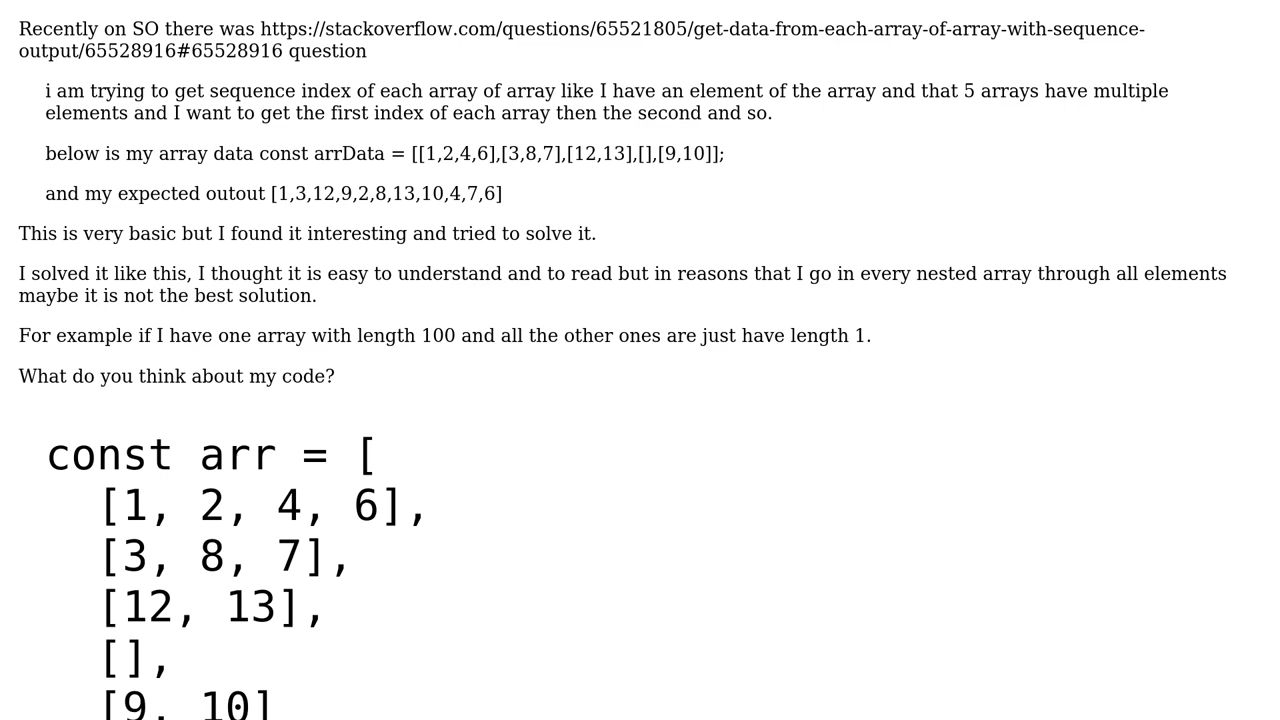 Recently on SO there was https://stackoverflow.com/questions/65521805/get-data-from-each-array-of-array-with-sequence-
output/65528916#65528916 question
i am trying to get sequence index of each array of array like I have an element of the array and that 5 arrays have multiple
elements and I want to get the first index of each array then the second and so.
below is my array data const arrData = [[1,2,4,6],[3,8,7],[12,13],[],[9,10]];
and my expected outout [1,3,12,9,2,8,13,10,4,7,6]
This is very basic but I found it interesting and tried to solve it.
I solved it like this, I thought it is easy to understand and to read but in reasons that I go in every nested array through all elements
maybe it is not the best solution.
For example if I have one array with length 100 and all the other ones are just have length 1.
What do you think about my code?
const arr = [
[1, 2, 4, 6],
[3, 8, 7],
[12, 13],
[],
[9, 10]